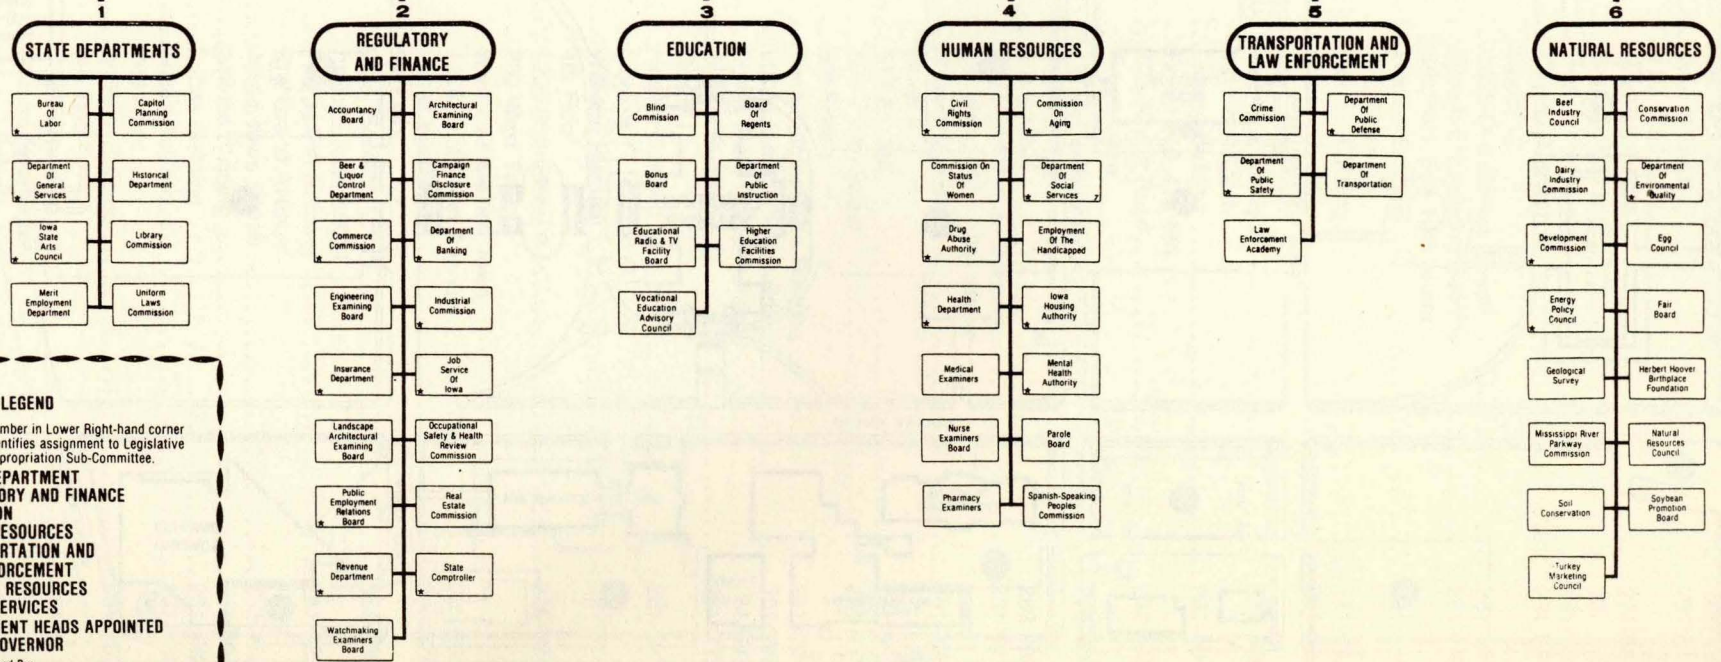 1
STATE DEPARTMENTS
Bureau
Of
Labor
*
Capitol
Planning
Commission
Department
Of
General
Services
*
Historical
Department
Iowa
State
Arts
Council
*
Library
Commission
Merit
Employment
Department
Uniform
Laws
Commission
2
REGULATORY
AND FINANCE
Accountancy
Board
Architectural
Examining
Board
Beer &
Liquor
Control
Department
Campaign
Finance
Disclosure
Commission
Commerce
Commission
*
Department
Of
Banking
*
Engineering
Examining
Board
Industrial
Commission
*
Insurance
Department
*
Job
Service
Of
Iowa
*
Landscape
Architectural
Examining
Board
Occupational
Safety & Health
Review
Commission
Public
Employment
Relations
Board
*
Real
Estate
Commission
Revenue
Department
*
State
Comptroller
*
Watchmaking
Examiners
Board
3
EDUCATION
Blind
Commission
Board
Of
Regents
Bonus
Board
Department
Of
Public
Instruction
Educational
Radio & TV
Facility
Board
Higher
Education
Facilities
Commission
Vocational
Education
Advisory
Council
4
HUMAN RESOURCES
Civil
Rights
Commission
*
Commission
On
Aging
*
Commission On
Status
Of
Women
Department
Of
Social
Services
* 7
Drug
Abuse
Authority
*
Employment
Of The
Handicapped
Health
Department
*
Iowa
Housing
Authority
*
Medical
Examiners
Mental
Health
Authority
*
Nurse
Examiners
Board
Parole
Board
Pharmacy
Examiners
Spanish-Speaking
Peoples
Commission
5
TRANSPORTATION AND
LAW ENFORCEMENT
Crime
Commission
Department
Of
Public
Defense
*
Department
Of
Public
Safety
*
Department
Of
Transportation
Law
Enforcement
Academy
6
NATURAL RESOURCES
Beef
Industry
Council
Conservation
Commission
Dairy
Industry
Commission
Department
Of
Environmental
Quality
*
Development
Commission
*
Egg
Council
Energy
Policy
Council
*
Fair
Board
Geological
Survey
Herbert Hoover
Birthplace
Foundation
Mississippi River
Parkway
Commission
Natural
Resources
Council
Soil
Conservation
Soybean
Promotion
Board
Turkey
Marketing
Council
LEGEND
mber in Lower Right-hand corner
entifies assignment to Legislative
propriation Sub-Committee.
EPARTMENT
ORY AND FINANCE
ON
ESOURCES
RTATION AND
ORCEMENT
RESOURCES
ERVICES
ENT HEADS APPOINTED
OVERNOR